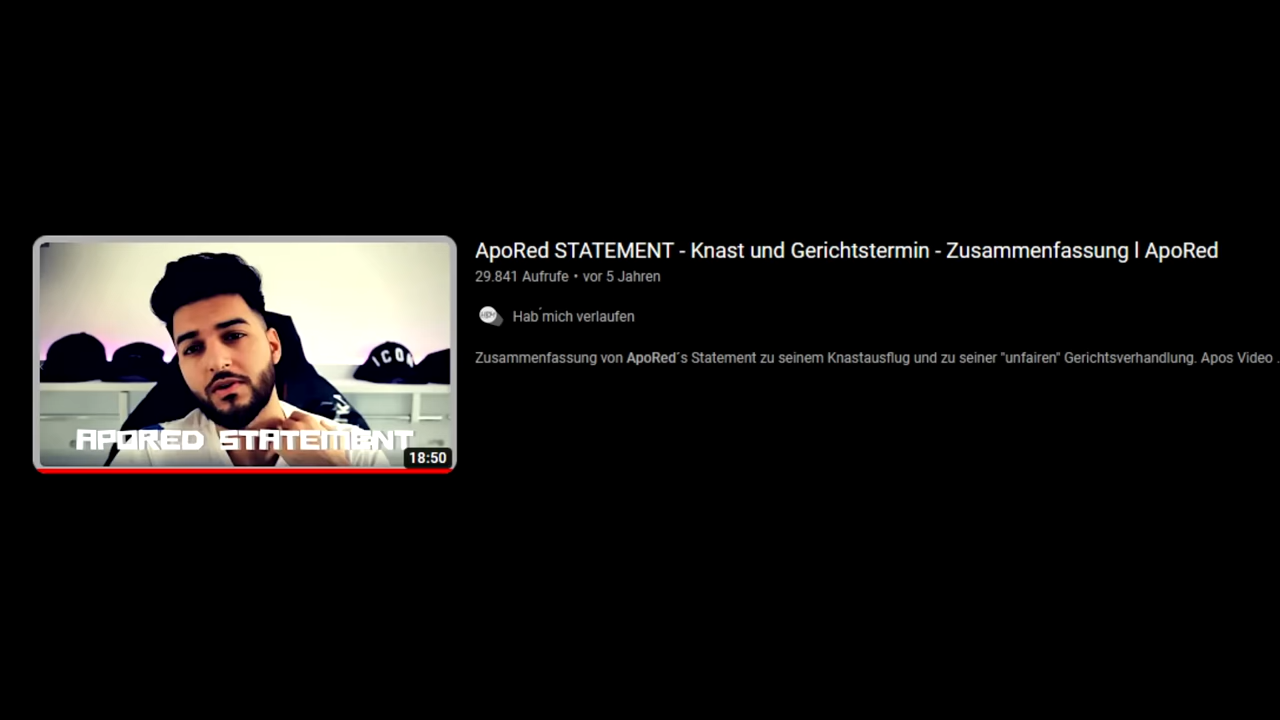 ApoRed STATEMENT - Knast und Gerichtstermin - Zusammenfassung l ApoRed
29.841 Aufrufe • vor 5 Jahren
Hab´mich verlaufen
Zusammenfassung von ApoRed´s Statement zu seinem Knastausflug und zu seiner "unfairen" Gerichtsverhandlung. Apos Video .
ICON
APORED STATEMENT
18:50